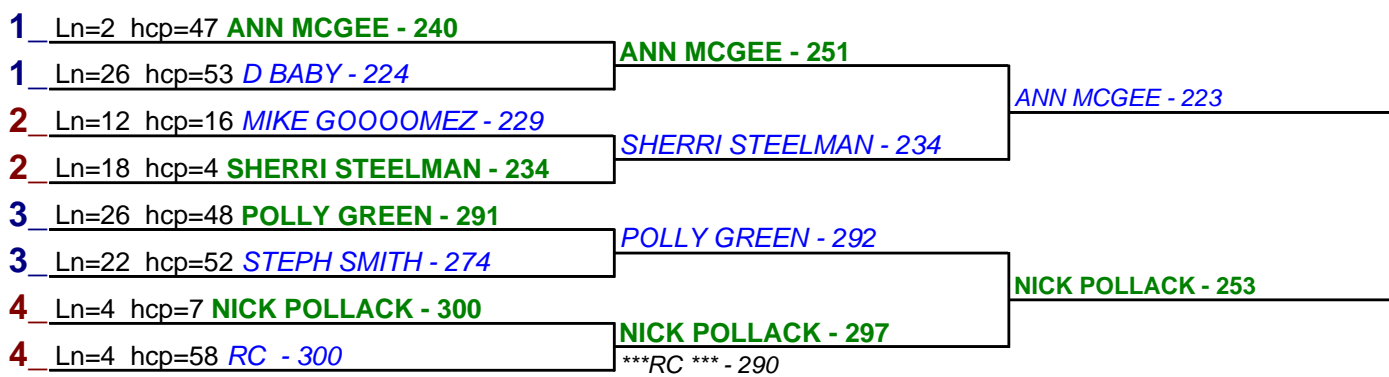 1_ Ln=2 hcp=47 ANN MCGEE - 240
1_ Ln=26 hcp=53 D BABY - 224
2_ Ln=12 hcp=16 MIKE GOOOOMEZ - 229
2_ Ln=18 hcp=4 SHERRI STEELMAN - 234
3_ Ln=26 hcp=48 POLLY GREEN - 291
3_ Ln=22 hcp=52 STEPH SMITH - 274
4_ Ln=4 hcp=7 NICK POLLACK - 300
4_ Ln=4 hcp=58 RC - 300
ANN MCGEE - 251
SHERRI STEELMAN - 234
POLLY GREEN - 292
NICK POLLACK - 297
***RC *** - 290
ANN MCGEE - 223
NICK POLLACK - 253